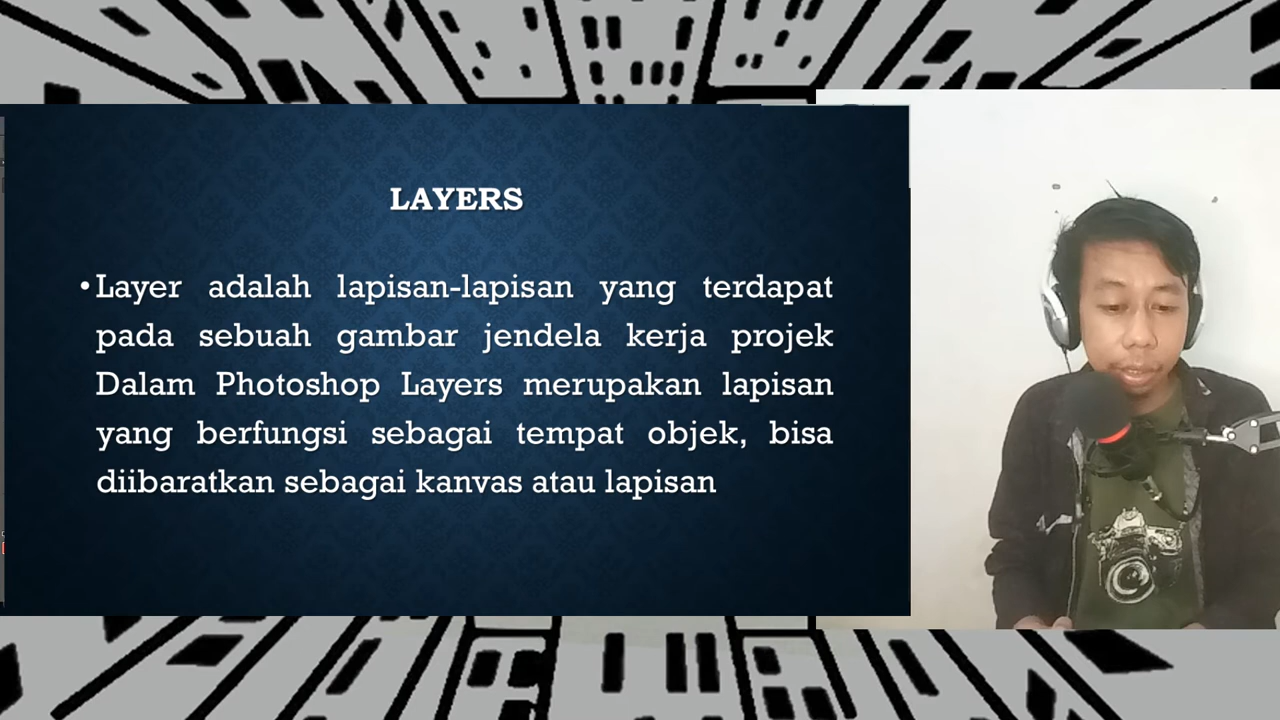 LAYERS
•Layer adalah lapisan-lapisan yang terdapat
pada sebuah gambar jendela kerja projek
Dalam Photoshop Layers merupakan lapisan
yang berfungsi sebagai tempat objek, bisa
diibaratkan sebagai kanvas atau lapisan